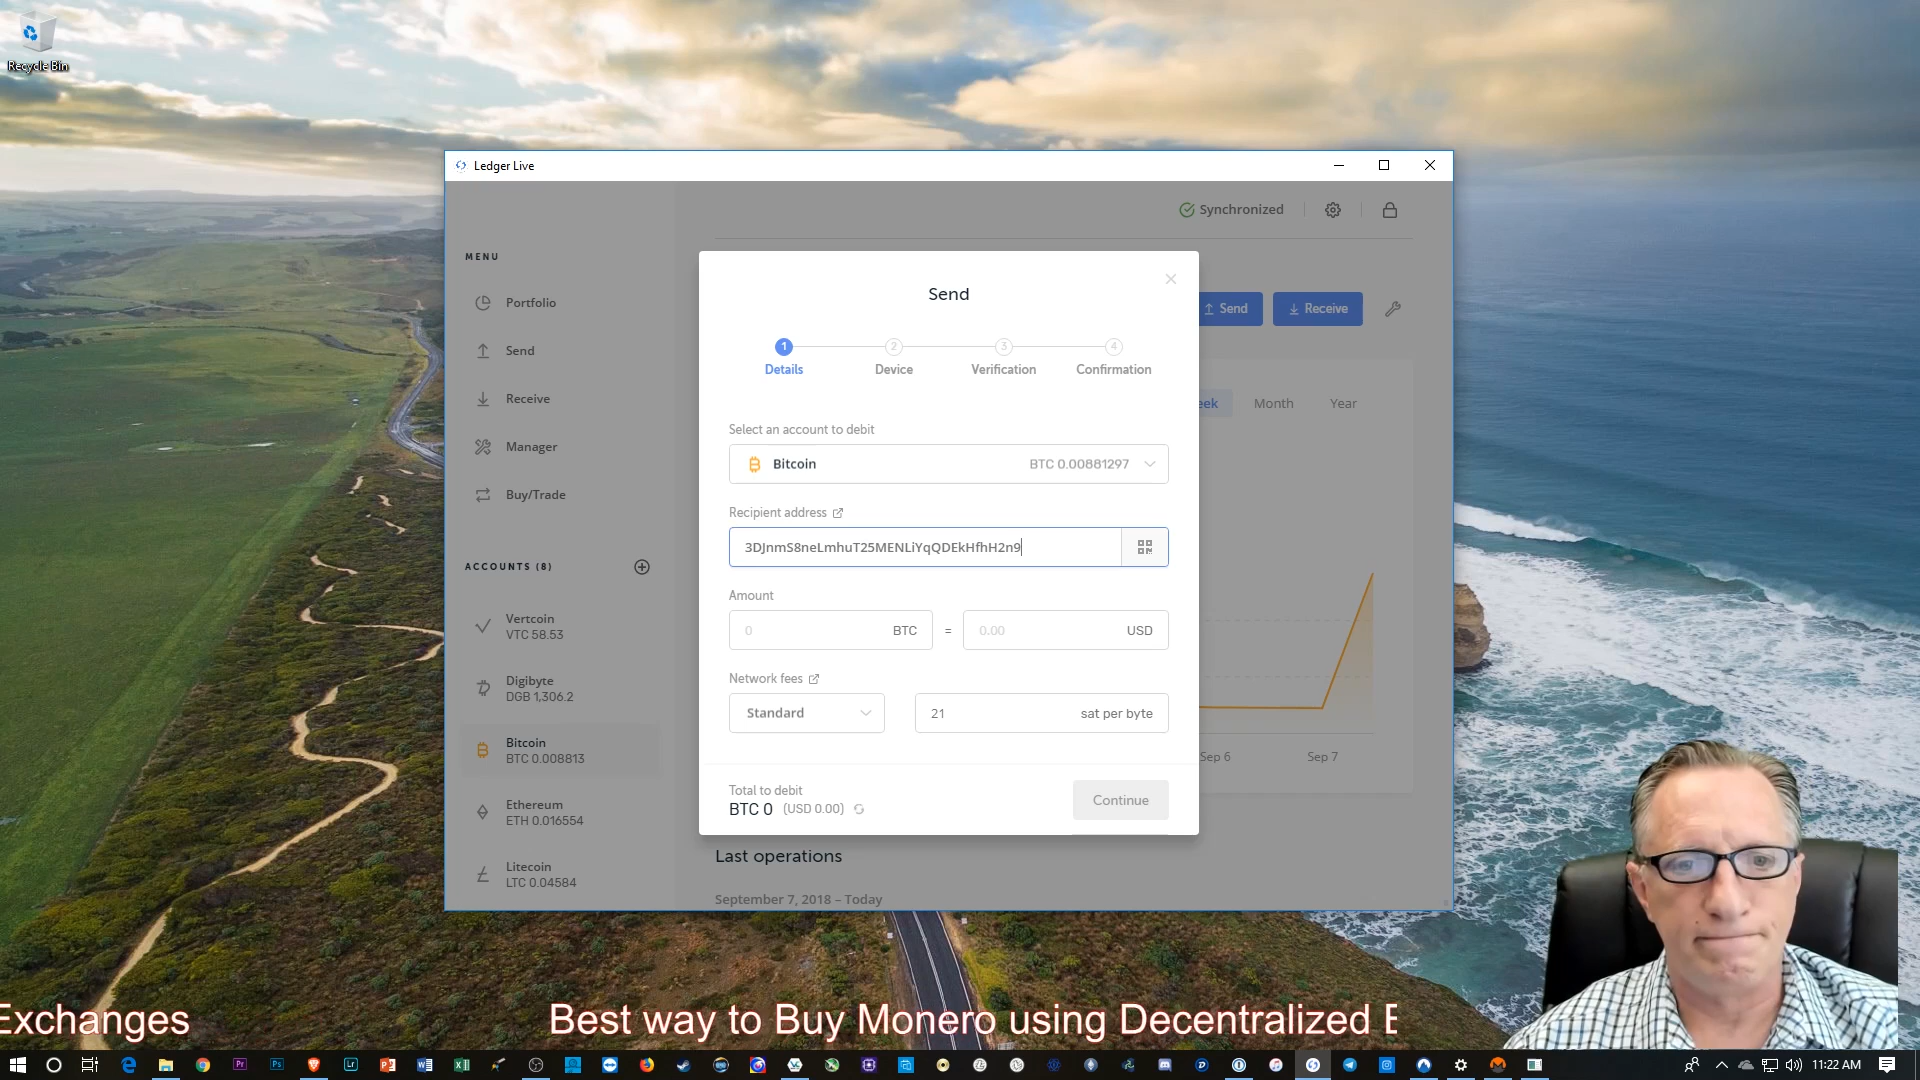 Recycle Bin
Ledger Live
Synchronized
MENU
Portfolio
Send
Receive
Manager
Buy/Trade
ACCOUNTS (8)
Vertcoin
VTC 58.53
Digibyte
DGB 1,306.2
Bitcoin
BTC 0.008813
Ethereum
ETH 0.016554
Litecoin
LTC 0.04584
Send
Receive
eek
Month
Year
Sep 6
Sep 7
Send
1
2
3
4
Details
Device
Verification
Confirmation
Select an account to debit
Bitcoin
BTC 0.00881297
Recipient address
3DJnmS8neLmhuT25MENLiYqQDEkHfhH2n9
Amount
0 BTC = 0.00 USD
Network fees
Standard
21 sat per byte
Total to debit
BTC 0 (USD 0.00)
Continue
Last operations
September 7, 2018 – Today
Exchanges
Best way to Buy Monero using Decentralized E
11:22 AM